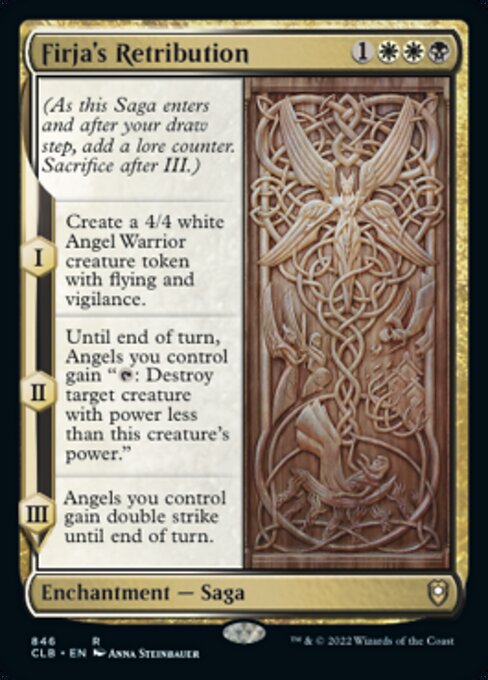 Firja's Retribution 1
(As this Saga enters
and after your draw
step, add a lore counter.
Sacrifice after III.)
I
Create a 4/4 white
Angel Warrior
creature token
with flying and
vigilance.
II
Until end of turn,
Angels you control
gain “: Destroy
target creature
with power less
than this creature's
power.”
III
Angels you control
gain double strike
until end of turn.
Enchantment — Saga
846 R
CLB • EN Anna Steinbauer
™ & © 2022 Wizards of the Coast